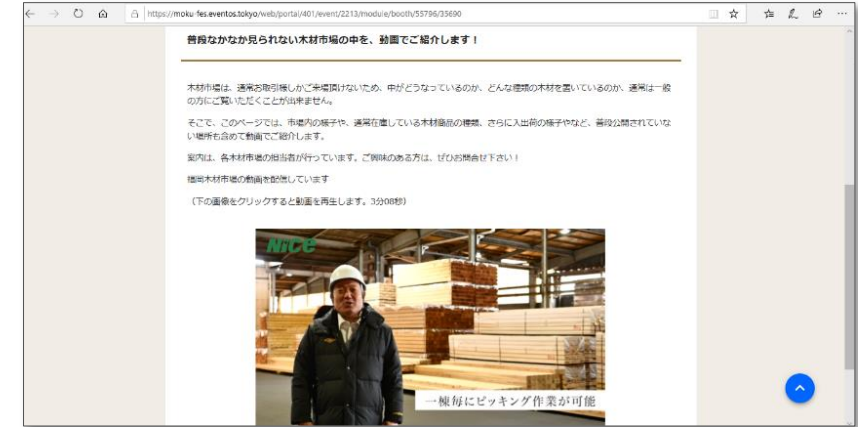 https://moku-fes.eventos.tokyo/web/portal/401/event/2213/module/booth/55796/35690
普段なかなか見られない木材市場の中を、動画でご紹介します！
木材市場は、通常お取引様しかご来場頂けないため、中がどうなっているのか、どんな種類の木材を置いているのか、通常は一般
の方にご覧いただくことが出来ません。
そこで、このページでは、市場内の様子や、通常在庫している木材商品の種類、さらに入出荷の様子やなど、普段公開されていな
い場所も含めて動画でご紹介します。
案内は、各木材市場の担当者が行っています。ご興味のある方は、ぜひお問合せ下さい！
福岡木材市場の動画を配信しています
（下の画像をクリックすると動画を再生します。3分08秒）
NICE
一棟毎にピッキング作業が可能